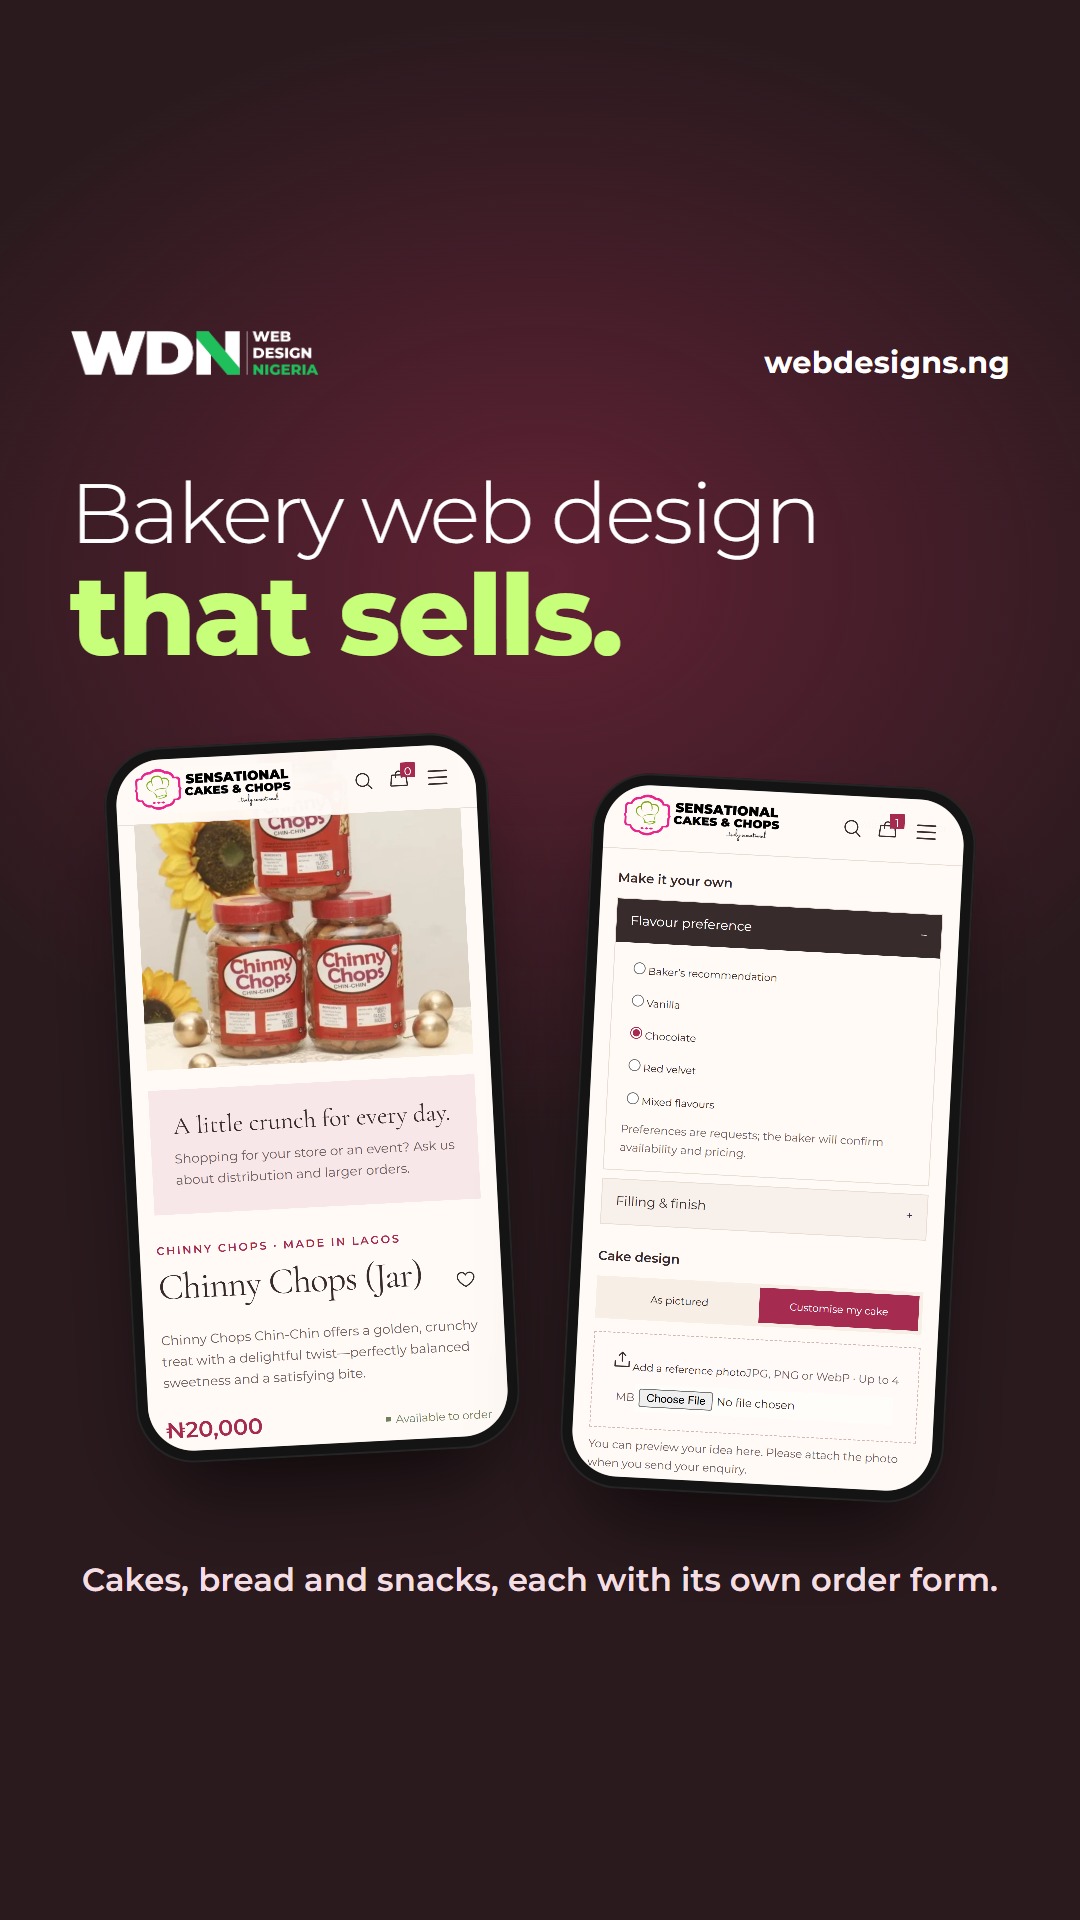 WDN WEB DESIGN NIGERIA
webdesigns.ng
Bakery web design
that sells.
SENSATIONAL
CAKES & CHOPS
0
Chops
CHIN-CHIN
Chinny
Chops
CHIN-CHIN
Chinny
Chops
CHIN-CHIN
A little crunch for every day.
Shopping for your store or an event? Ask us
about distribution and larger orders.
CHINNY CHOPS · MADE IN LAGOS
Chinny Chops (Jar)
Chinny Chops Chin-Chin offers a golden, crunchy
treat with a delightful twist—perfectly balanced
sweetness and a satisfying bite.
₦20,000
Available to order
SENSATIONAL
CAKES & CHOPS
1
Make it your own
Flavour preference −
Baker's recommendation
Vanilla
Chocolate
Red velvet
Mixed flavours
Preferences are requests; the baker will confirm
availability and pricing.
Filling & finish +
Cake design
As pictured
Customise my cake
Add a reference photoJPG, PNG or WebP · Up to 4
MB Choose File No file chosen
You can preview your idea here. Please attach the photo
when you send your enquiry.
Cakes, bread and snacks, each with its own order form.